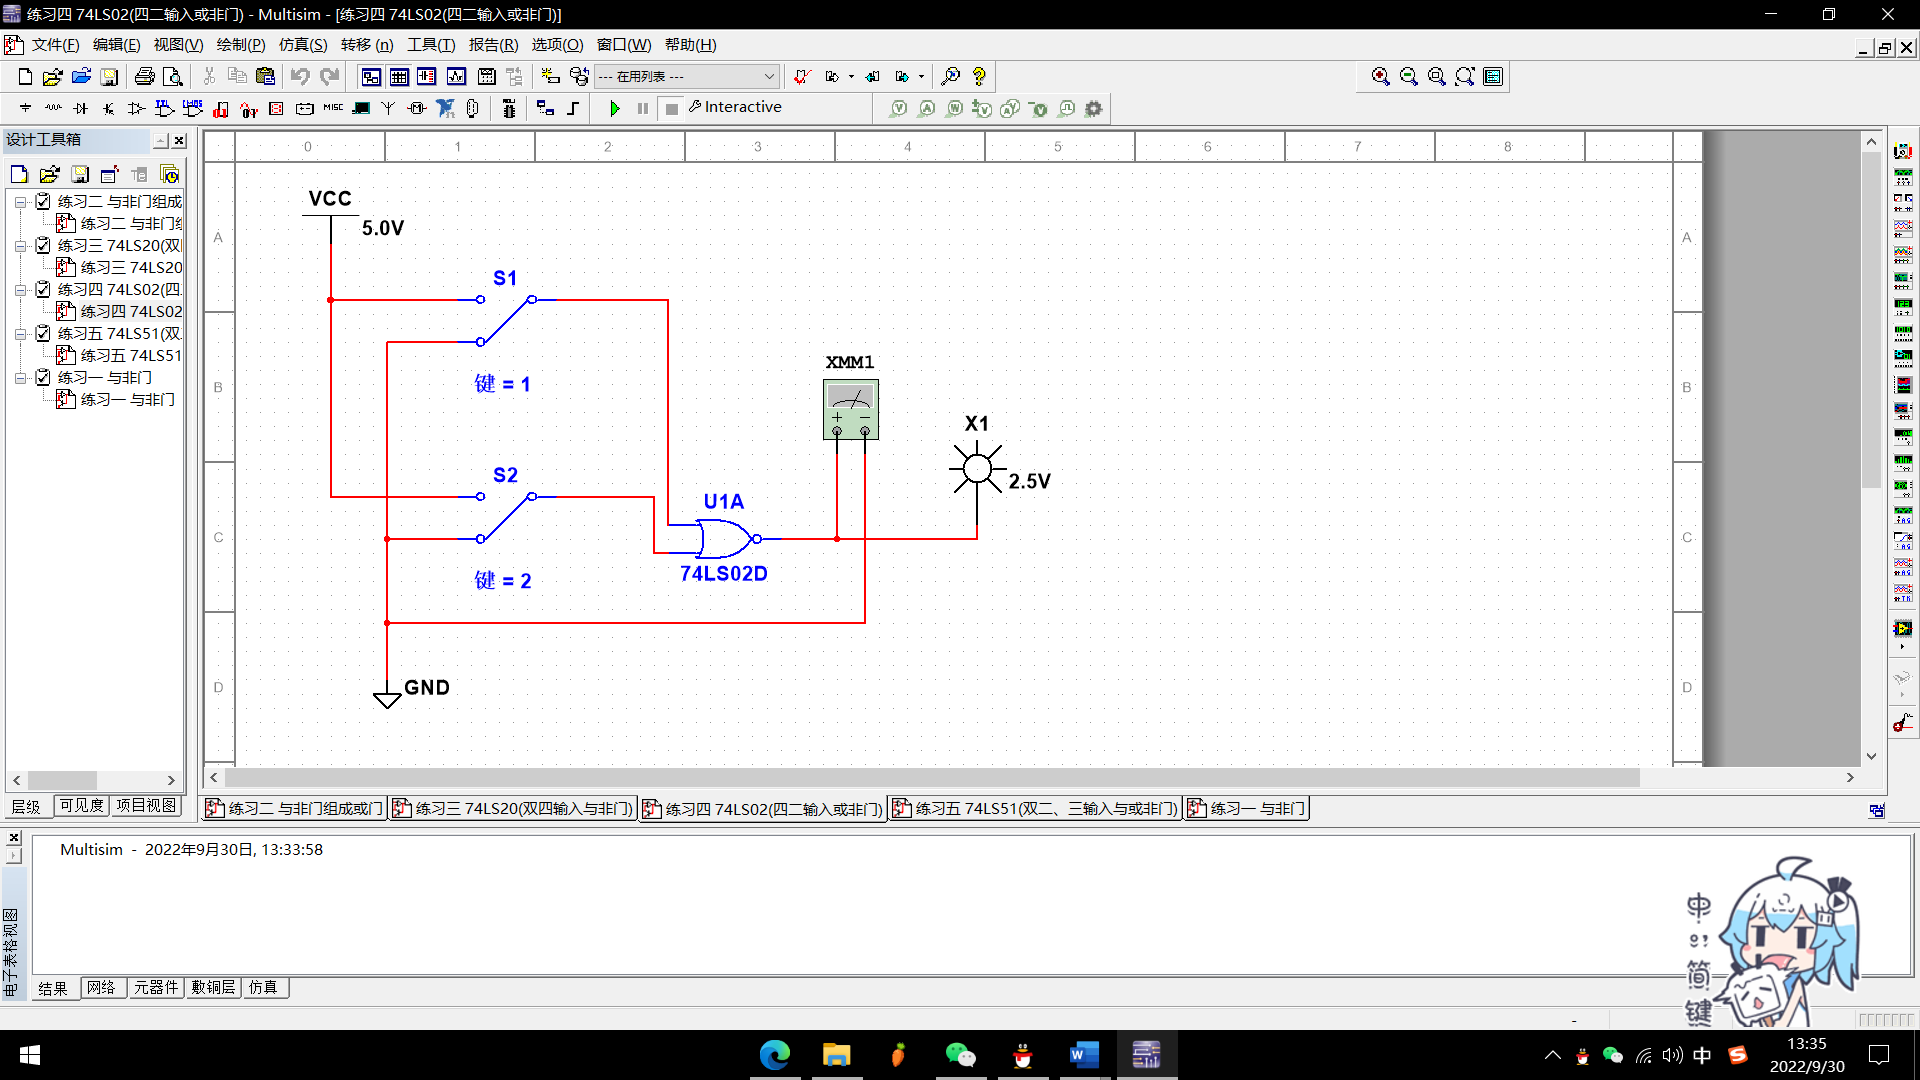 练习四 74LS02(四二输入或非门) - Multisim - [练习四 74LS02(四二输入或非门)]
文件(F) 编辑(E) 视图(V) 绘制(P) 仿真(S) 转移 (n) 工具(T) 报告(R) 选项(O) 窗口(W) 帮助(H)
--- 在用列表 ---
MISC
Interactive
设计工具箱
练习二 与非门组成
练习二 与非门组
练习三 74LS20(双
练习三 74LS20
练习四 74LS02(四
练习四 74LS02
练习五 74LS51(双
练习五 74LS51
练习一 与非门
练习一 与非门
层级 可见度 项目视图
0 1 2 3 4 5 6 7 8
A B C D
A B C D
VCC
5.0V
S1
键 = 1
XMM1
X1
2.5V
S2
U1A
74LS02D
键 = 2
GND
练习二 与非门组成或门 练习三 74LS20(双四输入与非门) 练习四 74LS02(四二输入或非门) 练习五 74LS51(双二、三输入与或非门) 练习一 与非门
Multisim - 2022年9月30日, 13:33:58
电子表格视图
结果 网络 元器件 敷铜层 仿真
中
简
键
中
13:35
2022/9/30